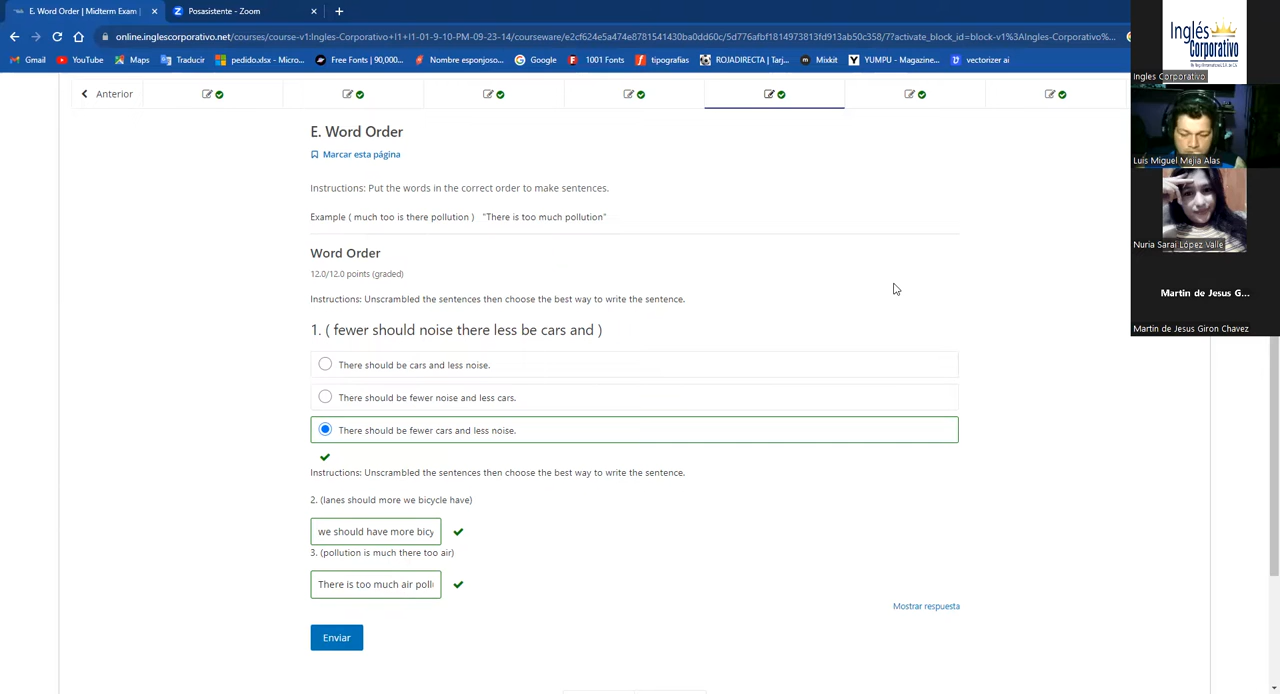 E. Word Order | Midterm Exam
Posasistente - Zoom
online.inglescorporativo.net/courses/course-v1:Ingles-Corporativo+I1+I1-01-9-10-PM-09-23-14/courseware/e2cf624e5a474e8781541430ba0dd60c/5d776afbf1814973813fd913ab50c358/7?activate_block_id=block-v1%3AIngles-Corporativo%...
Gmail YouTube Maps Traducir pedido.xlsx - Micro... Free Fonts | 90,000... Nombre esponjoso... Google 1001 Fonts tipografias ROJADIRECTA | Tarj... Mixkit YUMPU - Magazine... vectorizer ai
Anterior
E. Word Order
Marcar esta página
Instructions: Put the words in the correct order to make sentences.
Example ( much too is there pollution ) "There is too much pollution"
Word Order
12.0/12.0 points (graded)
Instructions: Unscrambled the sentences then choose the best way to write the sentence.
1. ( fewer should noise there less be cars and )
There should be cars and less noise.
There should be fewer noise and less cars.
There should be fewer cars and less noise.
Instructions: Unscrambled the sentences then choose the best way to write the sentence.
2. (lanes should more we bicycle have)
we should have more bicy
3. (pollution is much there too air)
There is too much air poll
Mostrar respuesta
Enviar
Inglés
Corporativo
Ingles Corporativo
Luis Miguel Mejia Alas
Nuria Sarai López Valle
Martin de Jesus G...
Martin de Jesus Giron Chavez